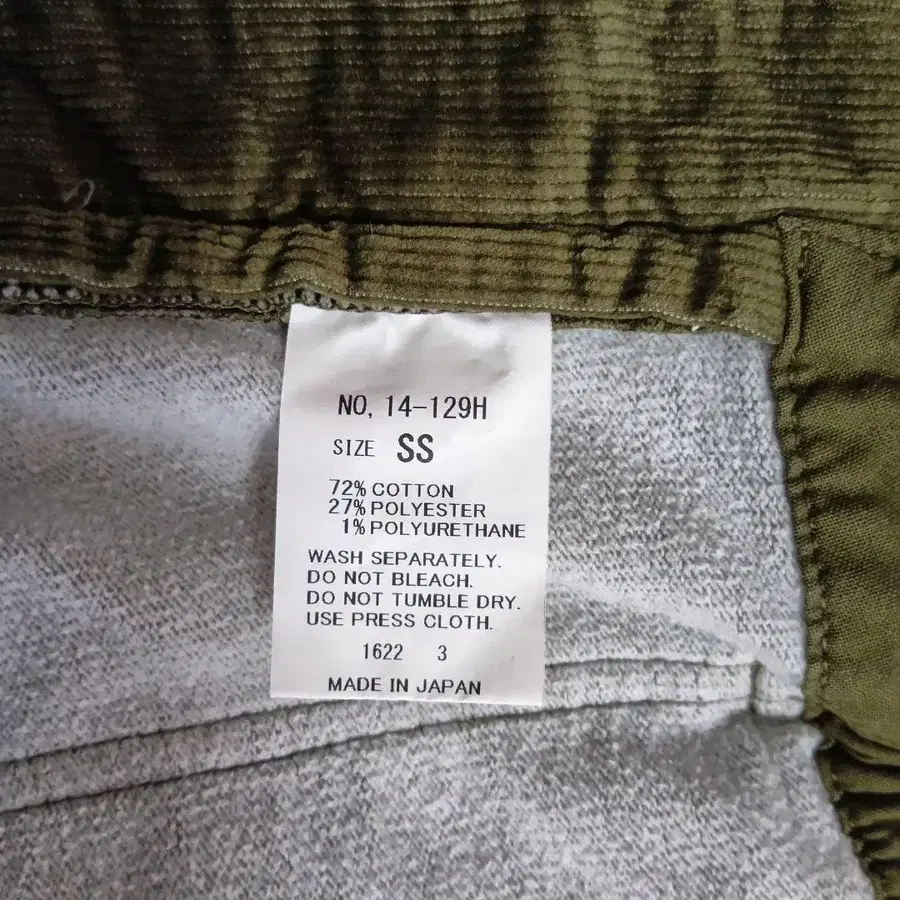 NO, 14-129H
SIZE SS
72% COTTON
27% POLYESTER
1% POLYURETHANE
WASH SEPARATELY.
DO NOT BLEACH.
DO NOT TUMBLE DRY.
USE PRESS CLOTH.
1622 3
MADE IN JAPAN